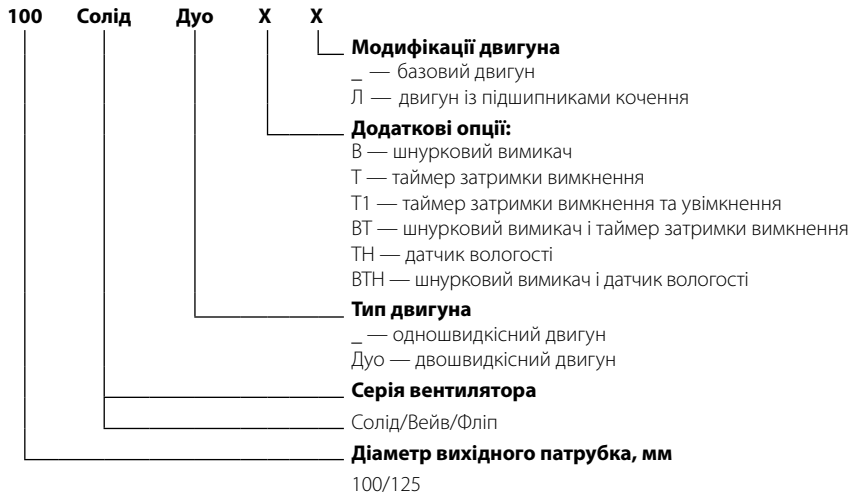 100 Солід Дуо X X
Модифікації двигуна
_ — базовий двигун
Л — двигун із підшипниками кочення
Додаткові опції:
В — шнурковий вимикач
Т — таймер затримки вимкнення
Т1 — таймер затримки вимкнення та увімкнення
ВТ — шнурковий вимикач і таймер затримки вимкнення
ТН — датчик вологості
ВТН — шнурковий вимикач і датчик вологості
Тип двигуна
_ — одношвидкісний двигун
Дуо — двошвидкісний двигун
Серія вентилятора
Солід/Вейв/Фліп
Діаметр вихідного патрубка, мм
100/125